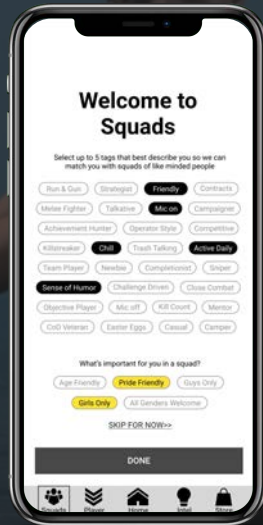 Welcome to
Squads
Select up to 5 tags that best describe you so we can
match you with squads of like minded people
Run & Gun Strategist Friendly Contracts
Melee Fighter Talkative Mic on Campaigner
Achievement Hunter Operator Style Competitive
Killstreaker Chill Trash Talking Active Daily
Team Player Newbie Completionist Sniper
Sense of Humor Challenge Driven Close Combat
Objective Player Mic off Kill Count Mentor
CoD Veteran Easter Eggs Casual Camper
What's important for you in a squad?
Age Friendly Pride Friendly Guys Only
Girls Only All Genders Welcome
SKIP FOR NOW>>
DONE
Squads Player Home Intel Store